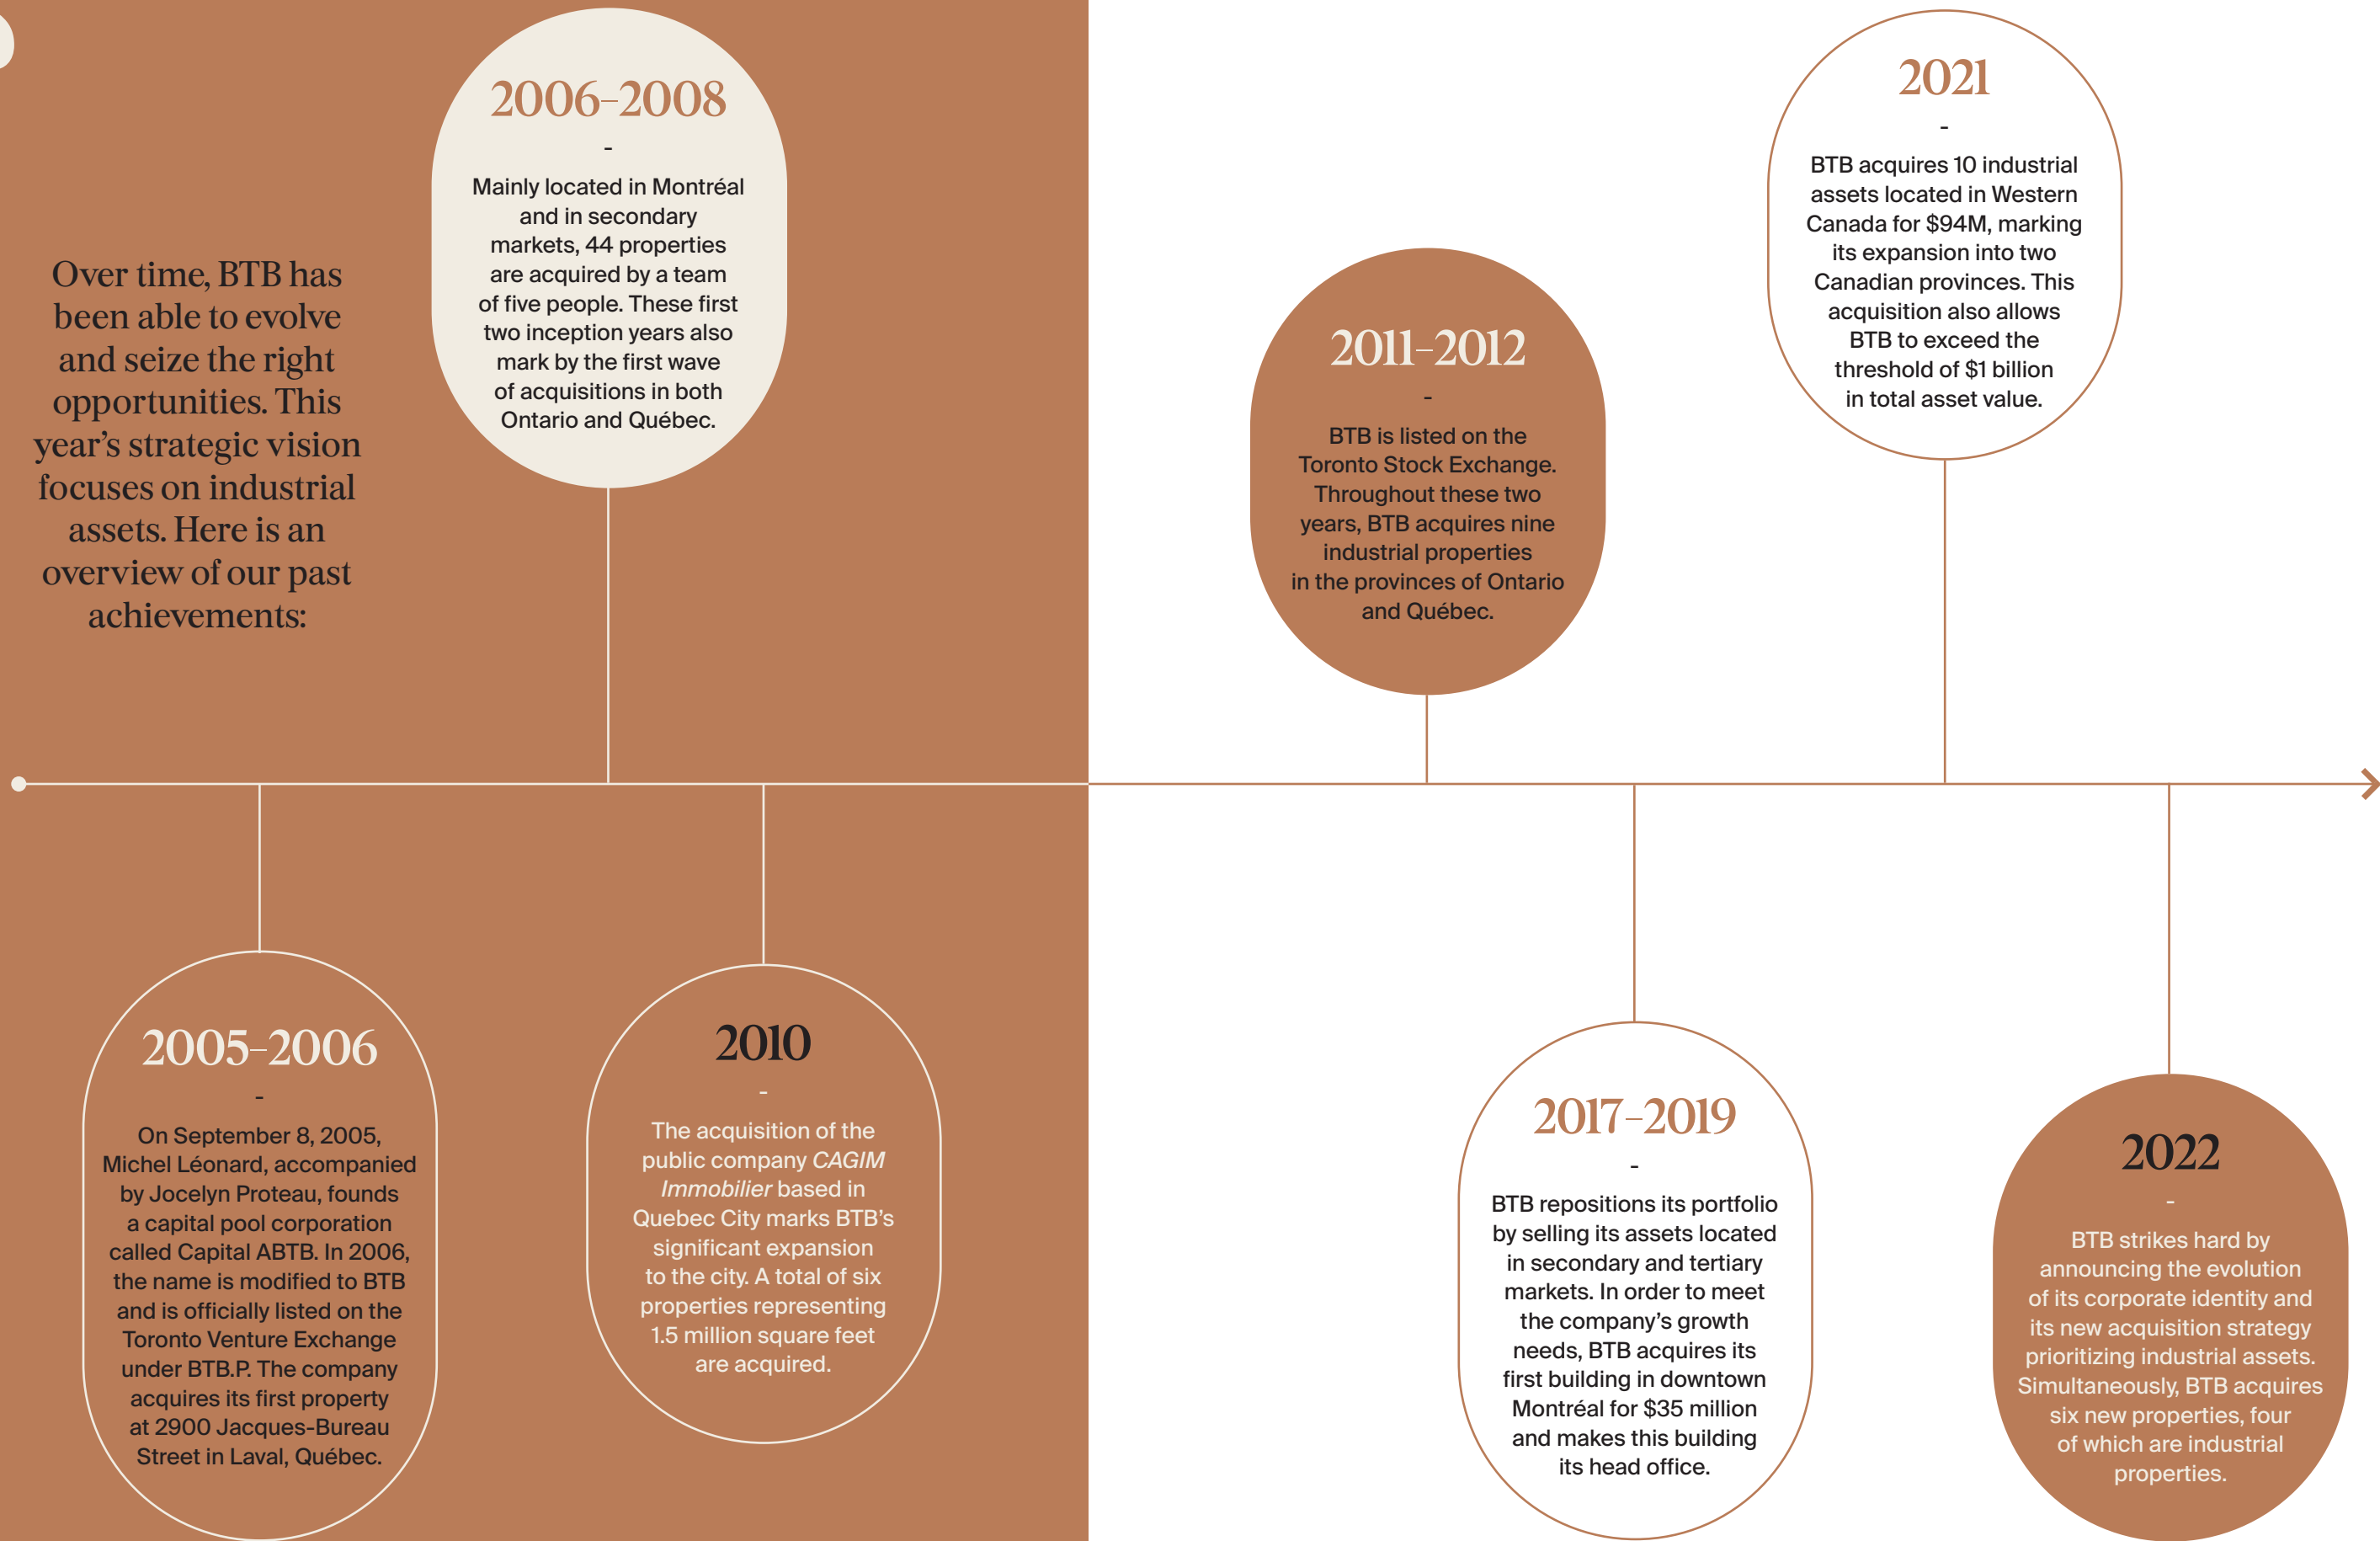 Over time, BTB has
been able to evolve
and seize the right
opportunities. This
year’s strategic vision
focuses on industrial
assets. Here is an
overview of our past
achievements:
2005–2006
-
On September 8, 2005,
Michel Léonard, accompanied
by Jocelyn Proteau, founds
a capital pool corporation
called Capital ABTB. In 2006,
the name is modified to BTB
and is officially listed on the
Toronto Venture Exchange
under BTB.P. The company
acquires its first property
at 2900 Jacques-Bureau
Street in Laval, Québec.
2006–2008
-
Mainly located in Montréal
and in secondary
markets, 44 properties
are acquired by a team
of five people. These first
two inception years also
mark by the first wave
of acquisitions in both
Ontario and Québec.
2010
-
The acquisition of the
public company CAGIM
Immobilier based in
Quebec City marks BTB’s
significant expansion
to the city. A total of six
properties representing
1.5 million square feet
are acquired.
2011–2012
-
BTB is listed on the
Toronto Stock Exchange.
Throughout these two
years, BTB acquires nine
industrial properties
in the provinces of Ontario
and Québec.
2017–2019
-
BTB repositions its portfolio
by selling its assets located
in secondary and tertiary
markets. In order to meet
the company’s growth
needs, BTB acquires its
first building in downtown
Montréal for $35 million
and makes this building
its head office.
2021
-
BTB acquires 10 industrial
assets located in Western
Canada for $94M, marking
its expansion into two
Canadian provinces. This
acquisition also allows
BTB to exceed the
threshold of $1 billion
in total asset value.
2022
-
BTB strikes hard by
announcing the evolution
of its corporate identity and
its new acquisition strategy
prioritizing industrial assets.
Simultaneously, BTB acquires
six new properties, four
of which are industrial
properties.